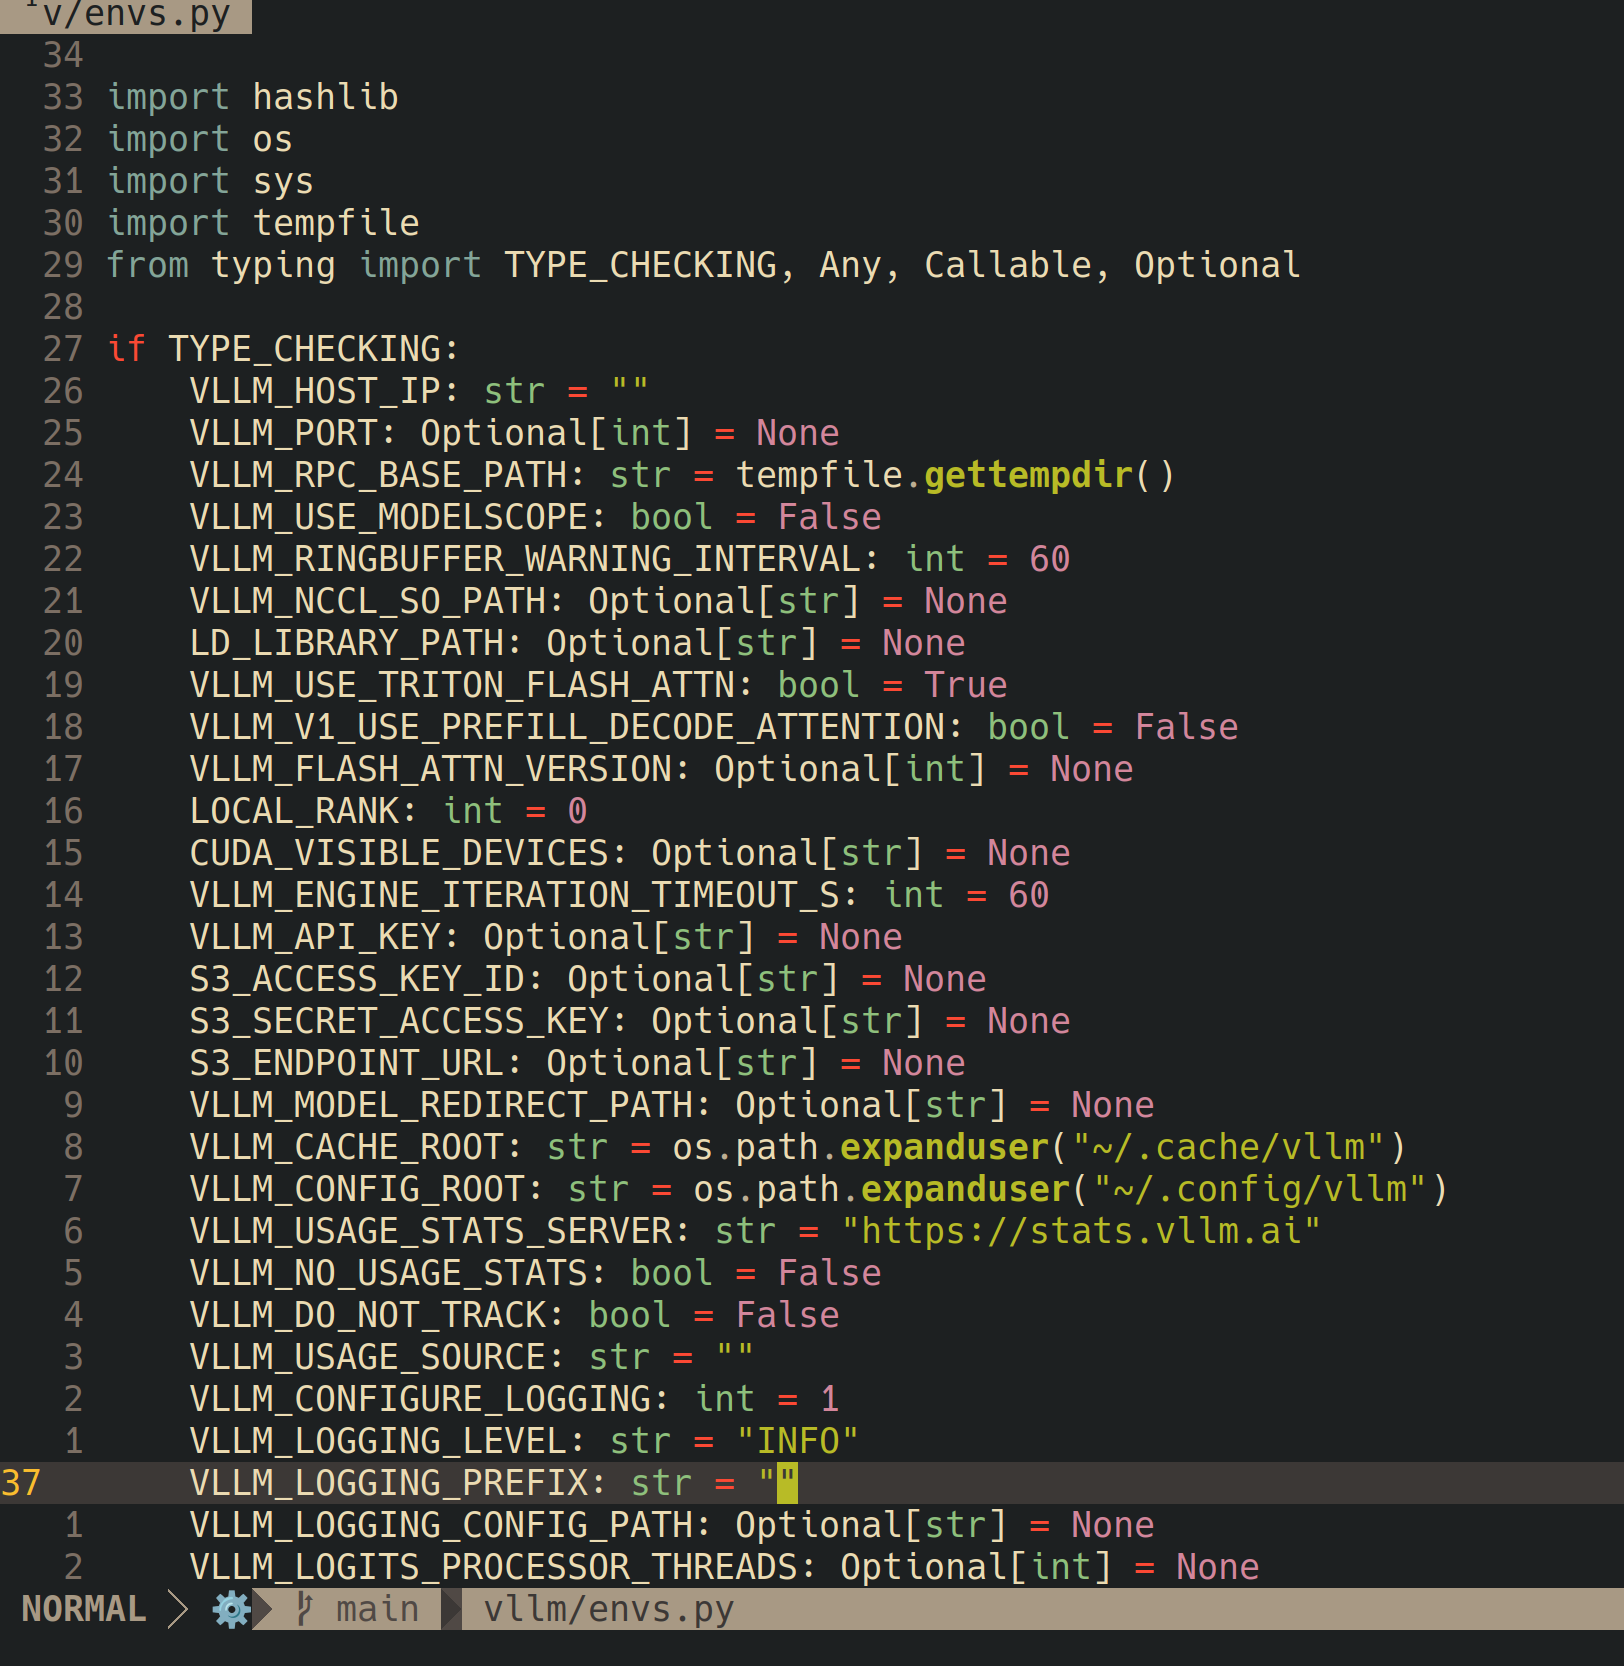 v/envs.py
34
33 import hashlib
32 import os
31 import sys
30 import tempfile
29 from typing import TYPE_CHECKING, Any, Callable, Optional
28
27 if TYPE_CHECKING:
26     VLLM_HOST_IP: str = ""
25     VLLM_PORT: Optional[int] = None
24     VLLM_RPC_BASE_PATH: str = tempfile.gettempdir()
23     VLLM_USE_MODELSCOPE: bool = False
22     VLLM_RINGBUFFER_WARNING_INTERVAL: int = 60
21     VLLM_NCCL_SO_PATH: Optional[str] = None
20     LD_LIBRARY_PATH: Optional[str] = None
19     VLLM_USE_TRITON_FLASH_ATTN: bool = True
18     VLLM_V1_USE_PREFILL_DECODE_ATTENTION: bool = False
17     VLLM_FLASH_ATTN_VERSION: Optional[int] = None
16     LOCAL_RANK: int = 0
15     CUDA_VISIBLE_DEVICES: Optional[str] = None
14     VLLM_ENGINE_ITERATION_TIMEOUT_S: int = 60
13     VLLM_API_KEY: Optional[str] = None
12     S3_ACCESS_KEY_ID: Optional[str] = None
11     S3_SECRET_ACCESS_KEY: Optional[str] = None
10     S3_ENDPOINT_URL: Optional[str] = None
9     VLLM_MODEL_REDIRECT_PATH: Optional[str] = None
8     VLLM_CACHE_ROOT: str = os.path.expanduser("~/.cache/vllm")
7     VLLM_CONFIG_ROOT: str = os.path.expanduser("~/.config/vllm")
6     VLLM_USAGE_STATS_SERVER: str = "https://stats.vllm.ai"
5     VLLM_NO_USAGE_STATS: bool = False
4     VLLM_DO_NOT_TRACK: bool = False
3     VLLM_USAGE_SOURCE: str = ""
2     VLLM_CONFIGURE_LOGGING: int = 1
1     VLLM_LOGGING_LEVEL: str = "INFO"
37     VLLM_LOGGING_PREFIX: str = ""
1     VLLM_LOGGING_CONFIG_PATH: Optional[str] = None
2     VLLM_LOGITS_PROCESSOR_THREADS: Optional[int] = None
NORMAL main vllm/envs.py